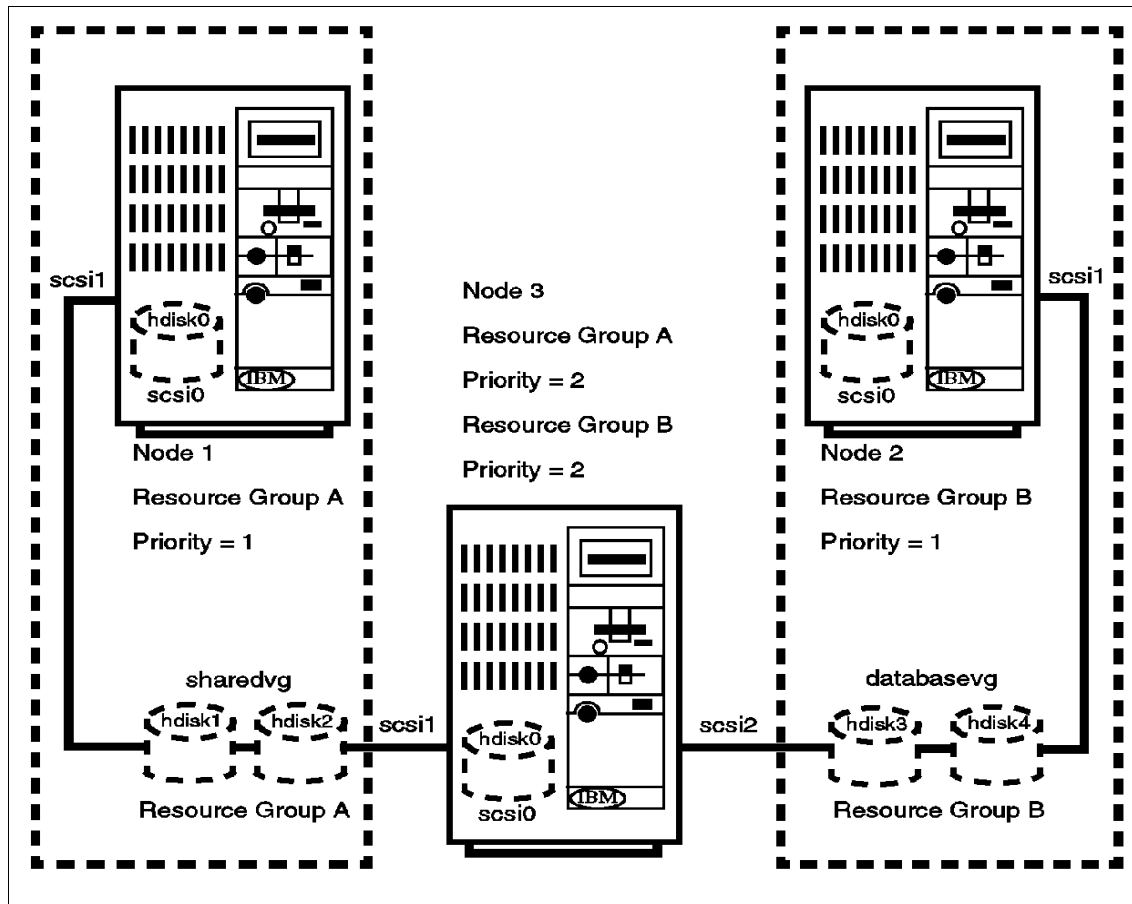 scsi1
hdisk0
scsi0
IBM
Node 1
Resource Group A
Priority = 1
sharedvg
hdisk1
hdisk2
Resource Group A
Node 3
Resource Group A
Priority = 2
Resource Group B
Priority = 2
scsi1
hdisk0
scsi0
IBM
scsi2
scsi1
hdisk0
scsi0
IBM
Node 2
Resource Group B
Priority = 1
databasevg
hdisk3
hdisk4
Resource Group B